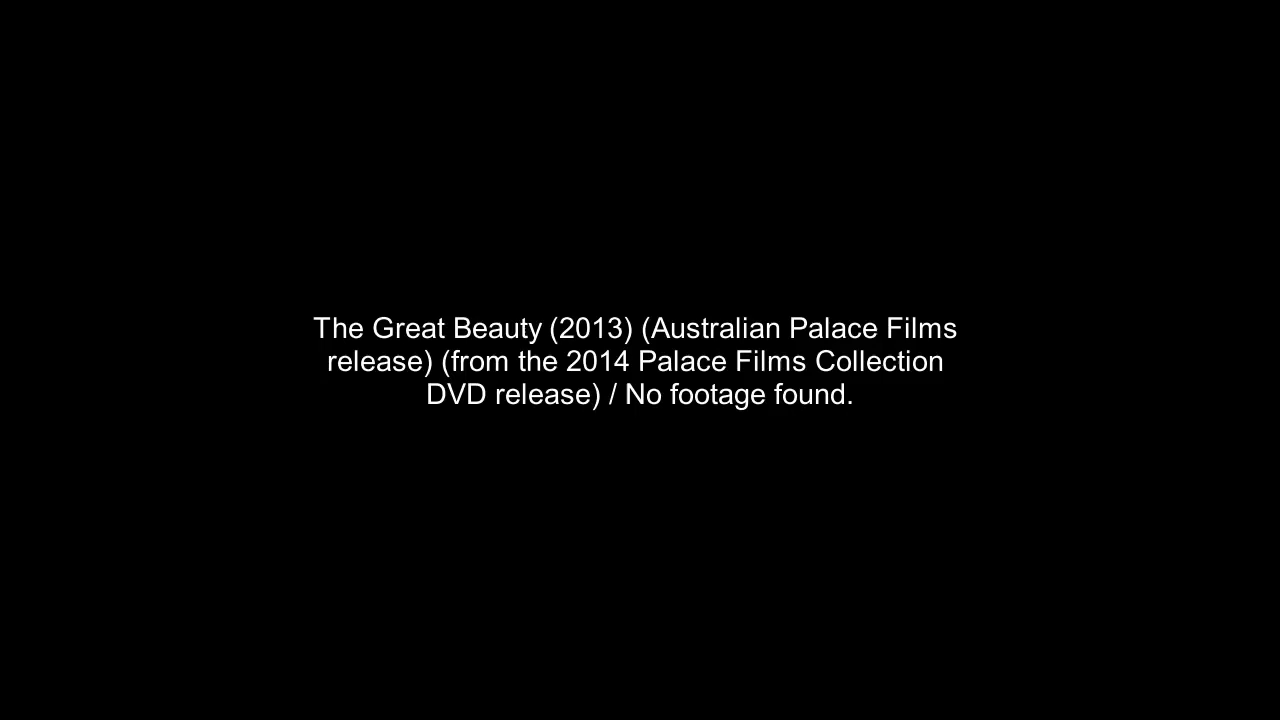 The Great Beauty (2013) (Australian Palace Films
release) (from the 2014 Palace Films Collection
DVD release) / No footage found.